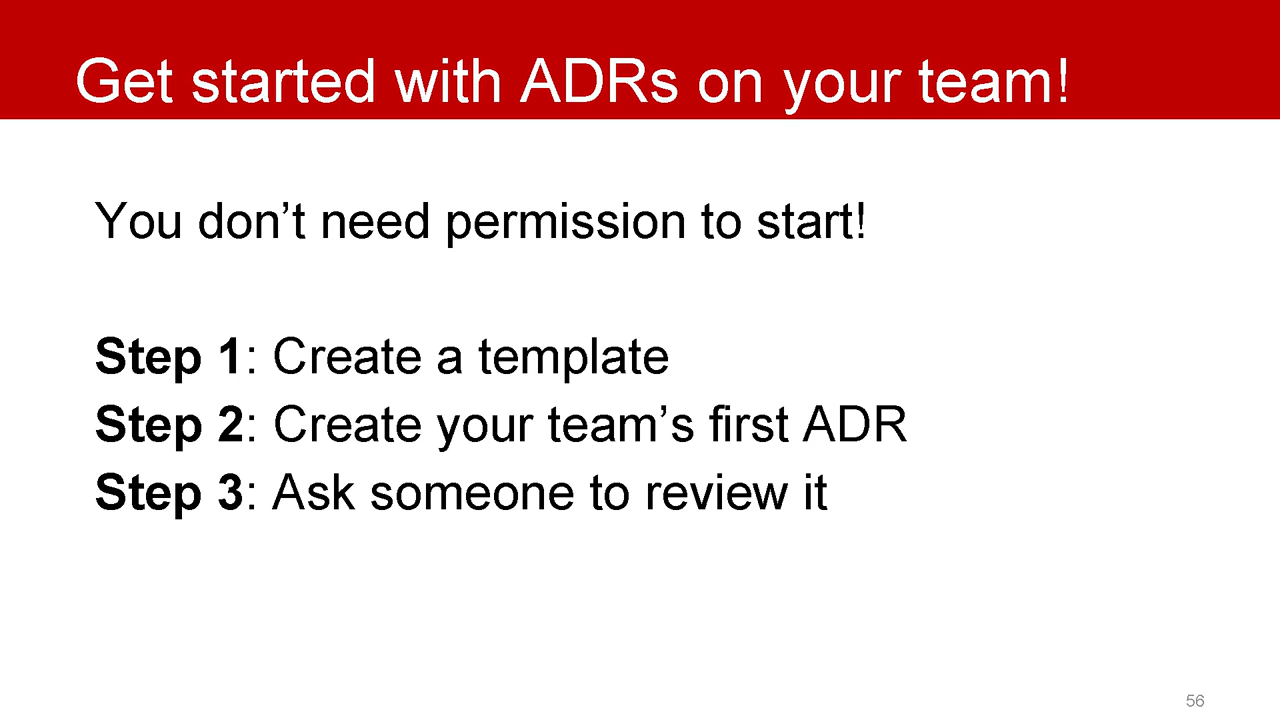 Get started with ADRs on your team!
You don’t need permission to start!
Step 1: Create a template
Step 2: Create your team’s first ADR
Step 3: Ask someone to review it
56